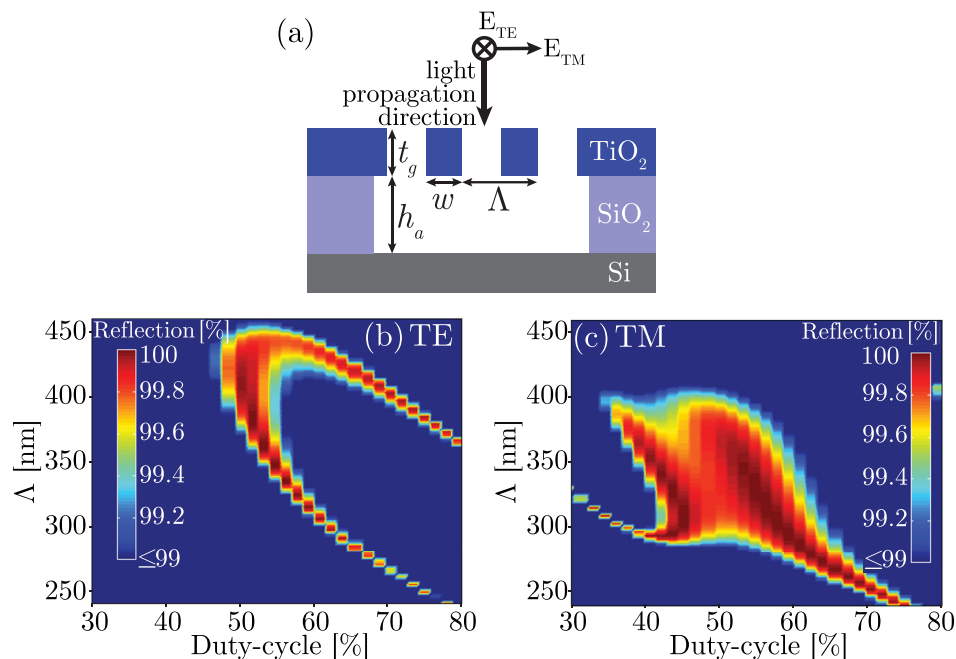 (a)
E_TE
E_TM
light
propagation
direction
t_g
TiO_2
w
Λ
h_a
SiO_2
Si
(b) TE
Reflection [%]
100
99.8
99.6
99.4
99.2
≤99
Λ [nm]
450
400
350
300
250
30 40 50 60 70 80
Duty-cycle [%]
(c) TM
Reflection [%]
100
99.8
99.6
99.4
99.2
≤99
Λ [nm]
450
400
350
300
250
30 40 50 60 70 80
Duty-cycle [%]